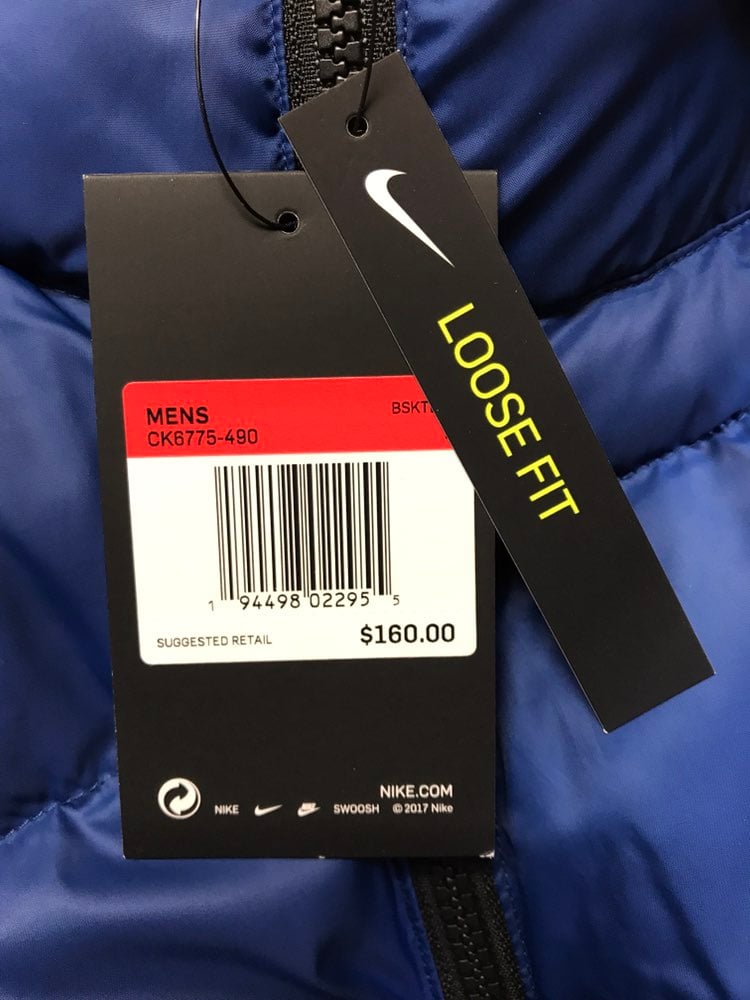 MENS
BSKT
CK6775-490
1 94498 02295 5
SUGGESTED RETAIL $160.00
NIKE.COM
NIKE SWOOSH © 2017 Nike
LOOSE FIT